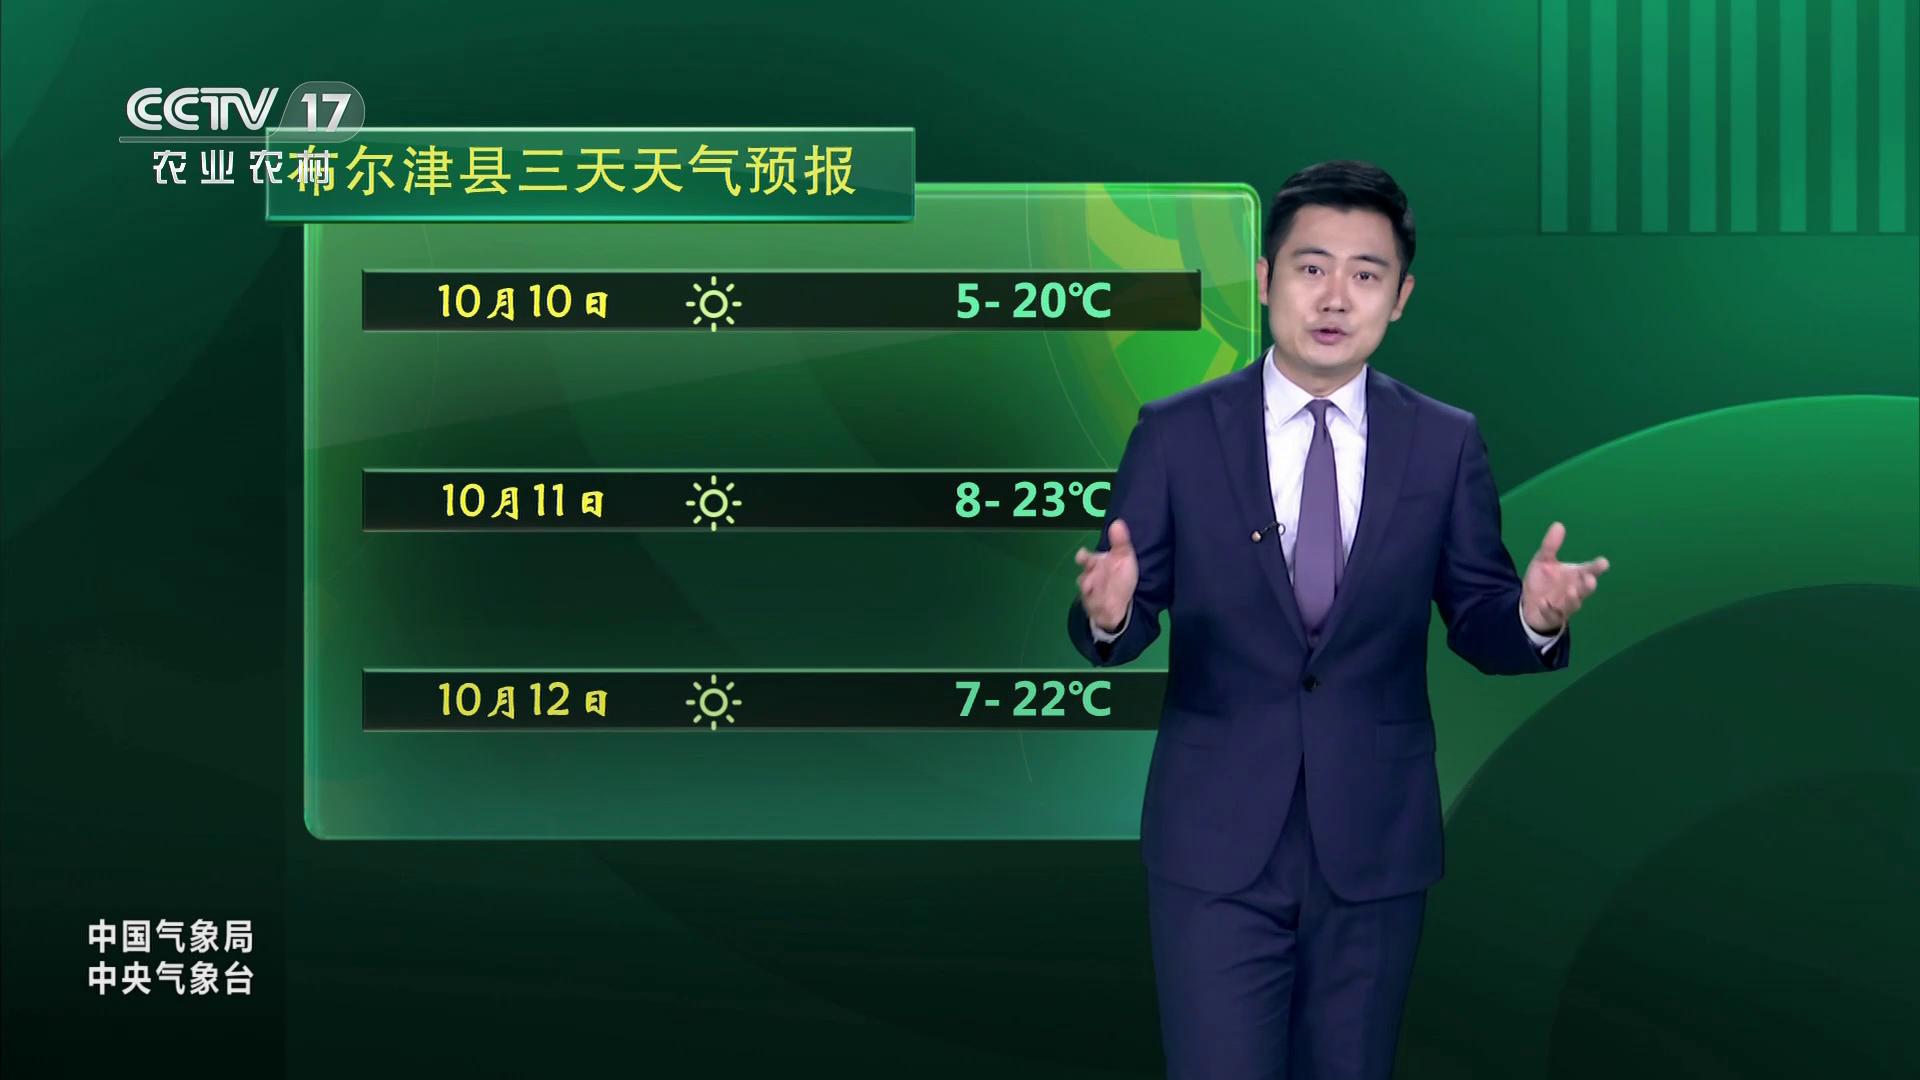 CCTV 17
农业农村
布尔津县三天天气预报
10月10日 5- 20℃
10月11日 8- 23℃
10月12日 7- 22℃
中国气象局
中央气象台